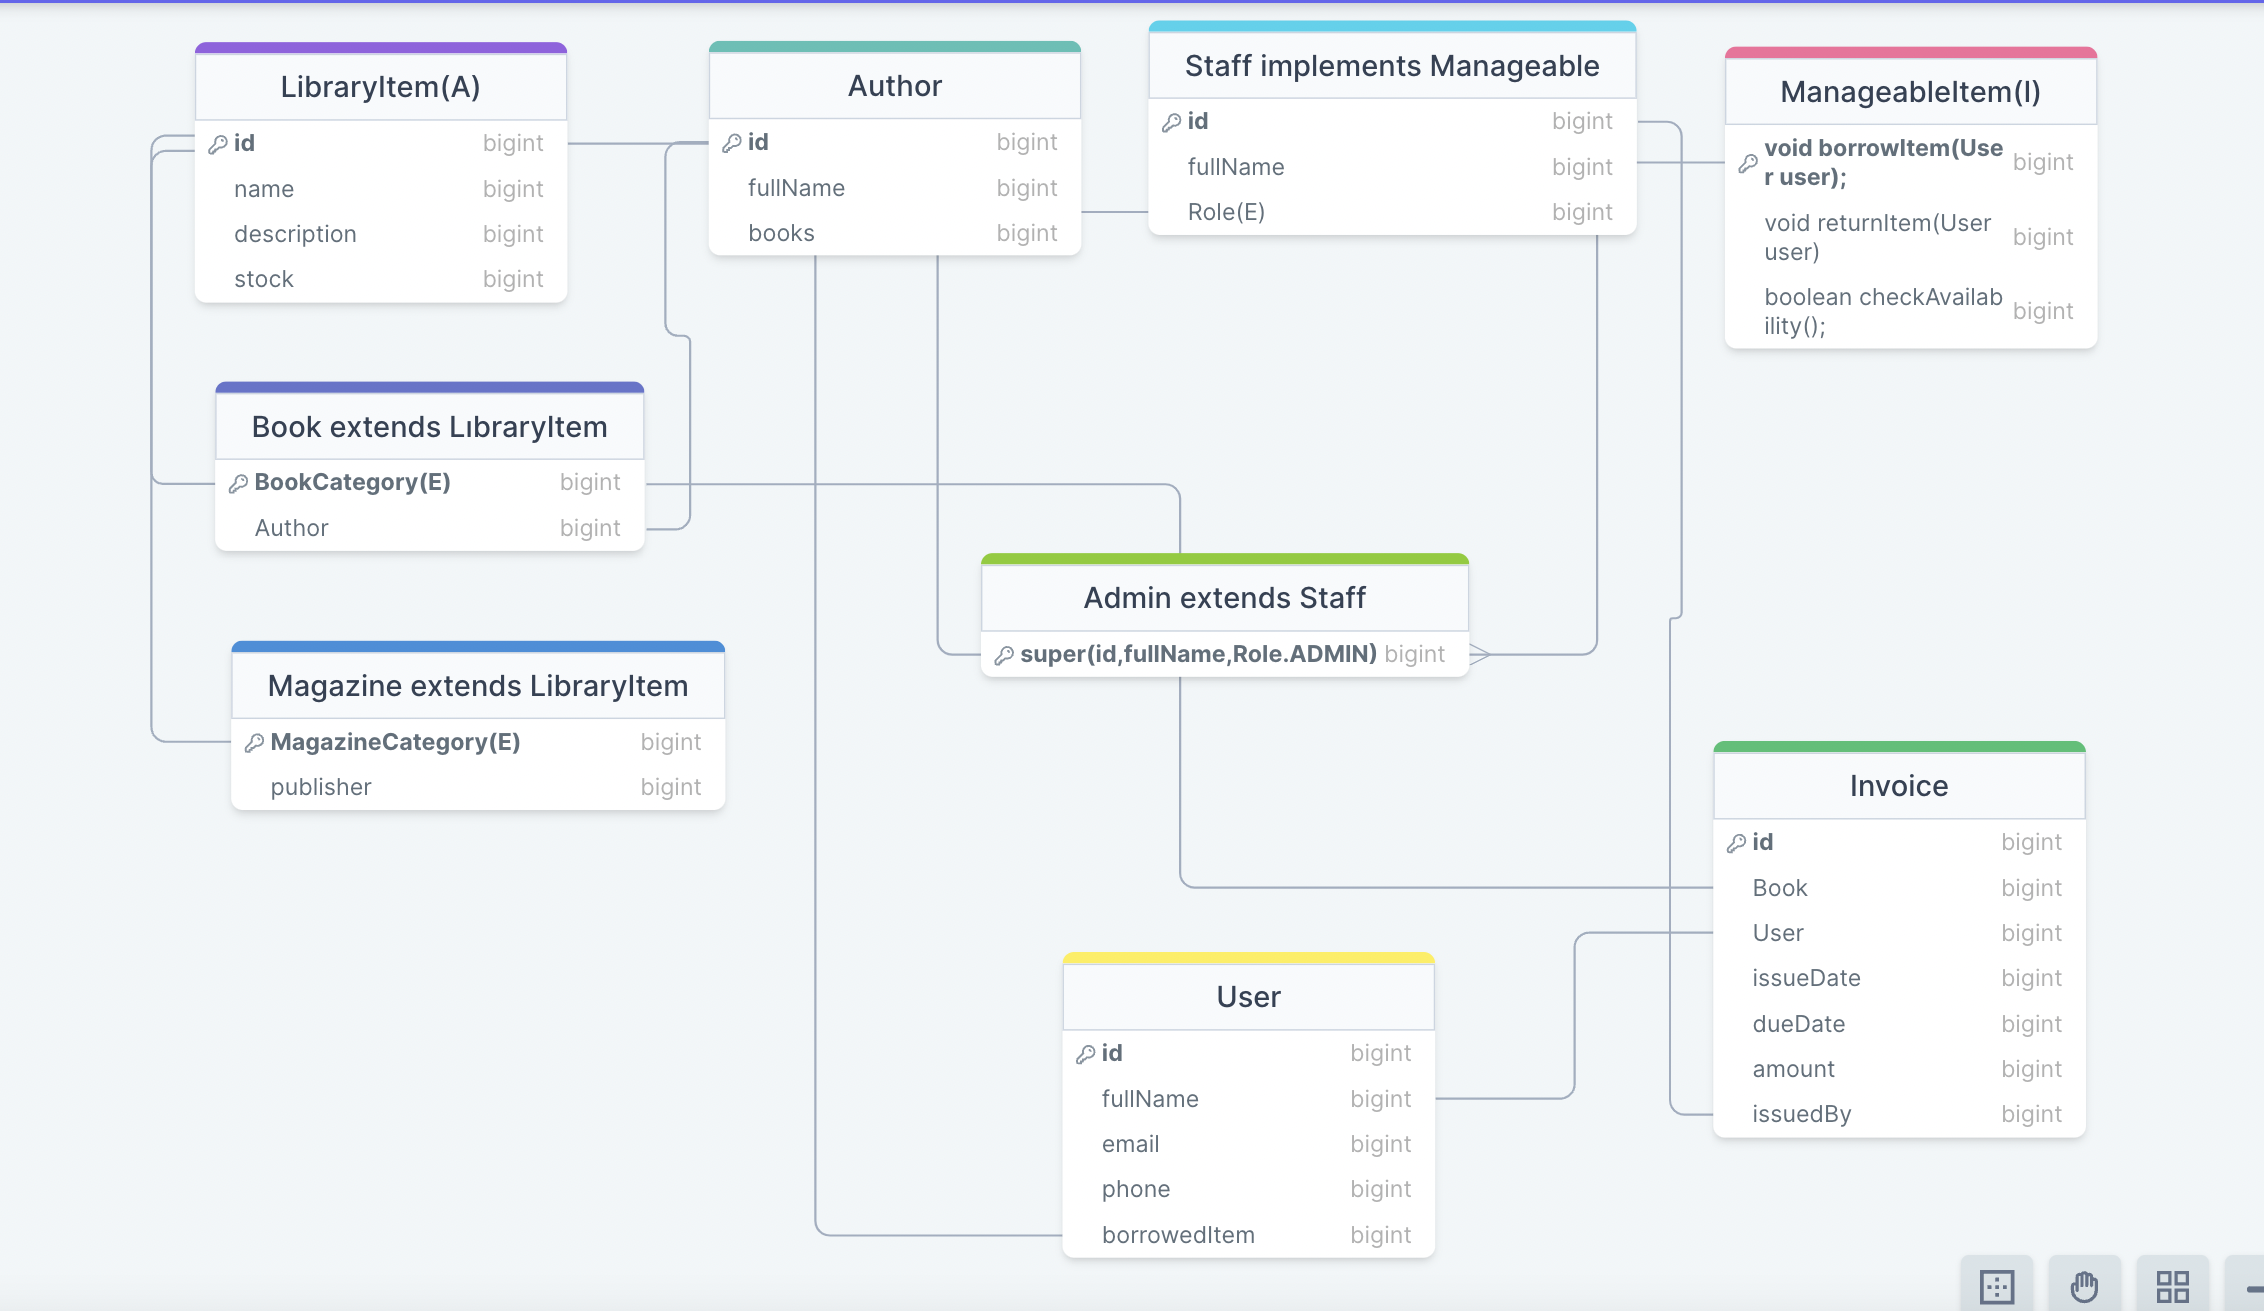 LibraryItem(A)
id bigint
name bigint
description bigint
stock bigint
Author
id bigint
fullName bigint
books bigint
Staff implements Manageable
id bigint
fullName bigint
Role(E) bigint
ManageableItem(I)
void borrowItem(Use
r user); bigint
void returnItem(User
user) bigint
boolean checkAvailab
ility(); bigint
Book extends LıbraryItem
BookCategory(E) bigint
Author bigint
Admin extends Staff
super(id,fullName,Role.ADMIN) bigint
Magazine extends LibraryItem
MagazineCategory(E) bigint
publisher bigint
Invoice
id bigint
Book bigint
User bigint
issueDate bigint
dueDate bigint
amount bigint
issuedBy bigint
User
id bigint
fullName bigint
email bigint
phone bigint
borrowedItem bigint